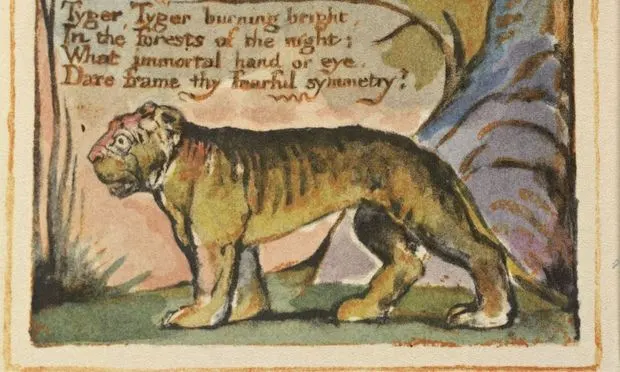 Tyger, Tyger burning bright,
In the forests of the night;
What immortal hand or eye.
Dare frame thy fearful symmetry?